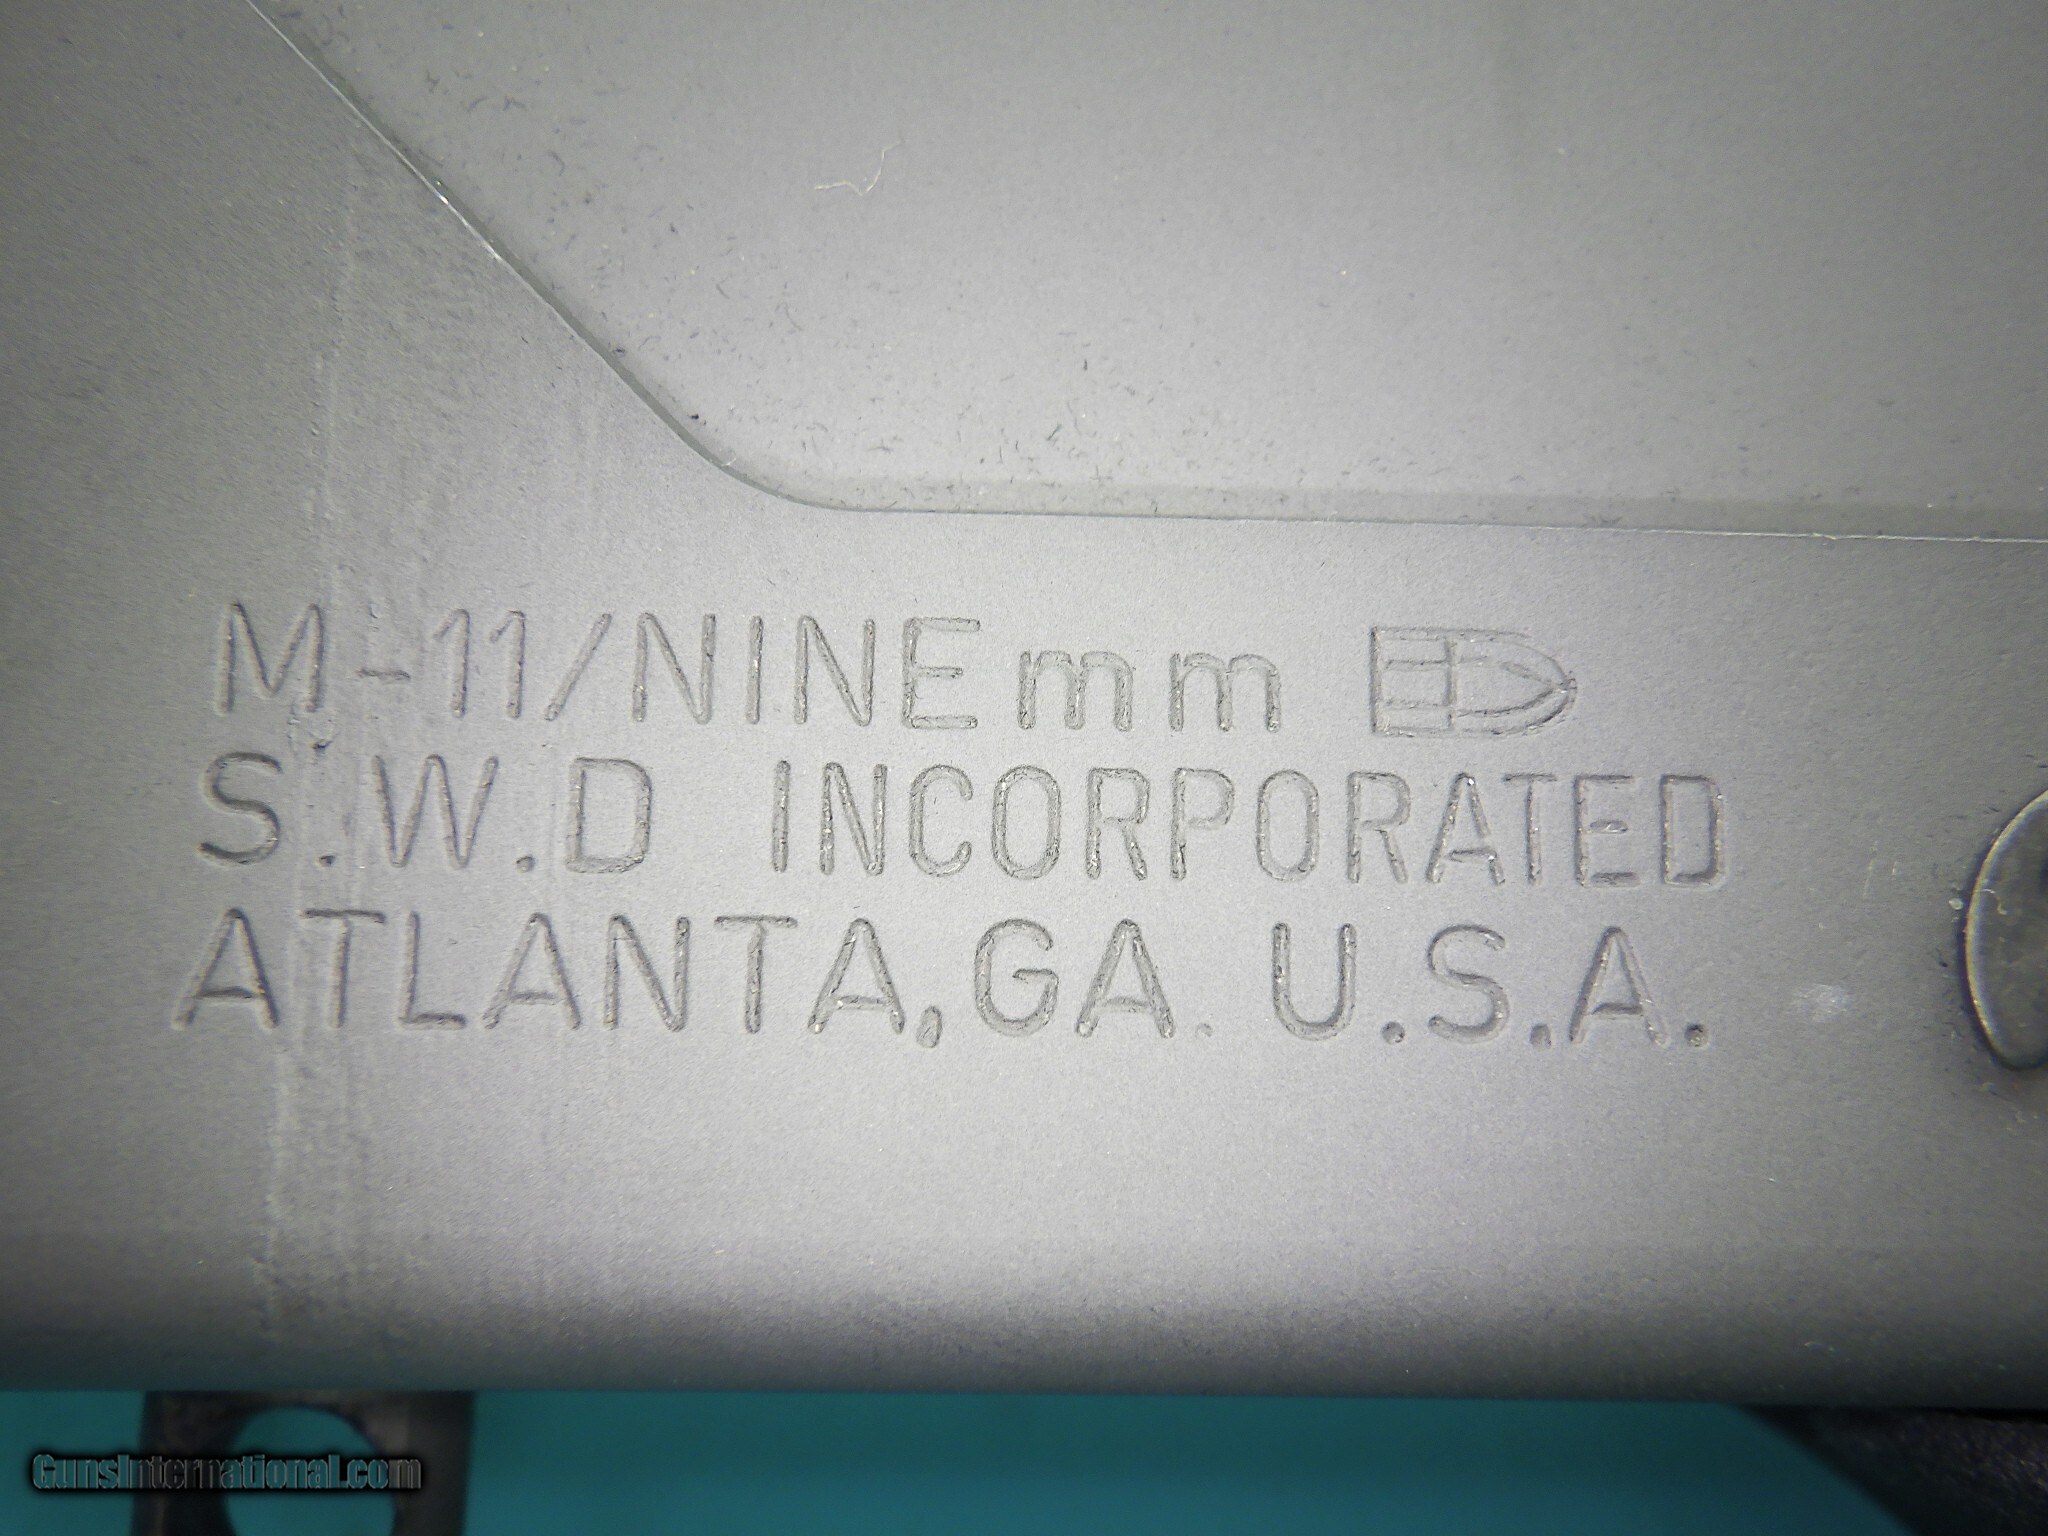 M-11/NINEmm
S.W.D INCORPORATED
ATLANTA,GA. U.S.A.
GunsInternational.com